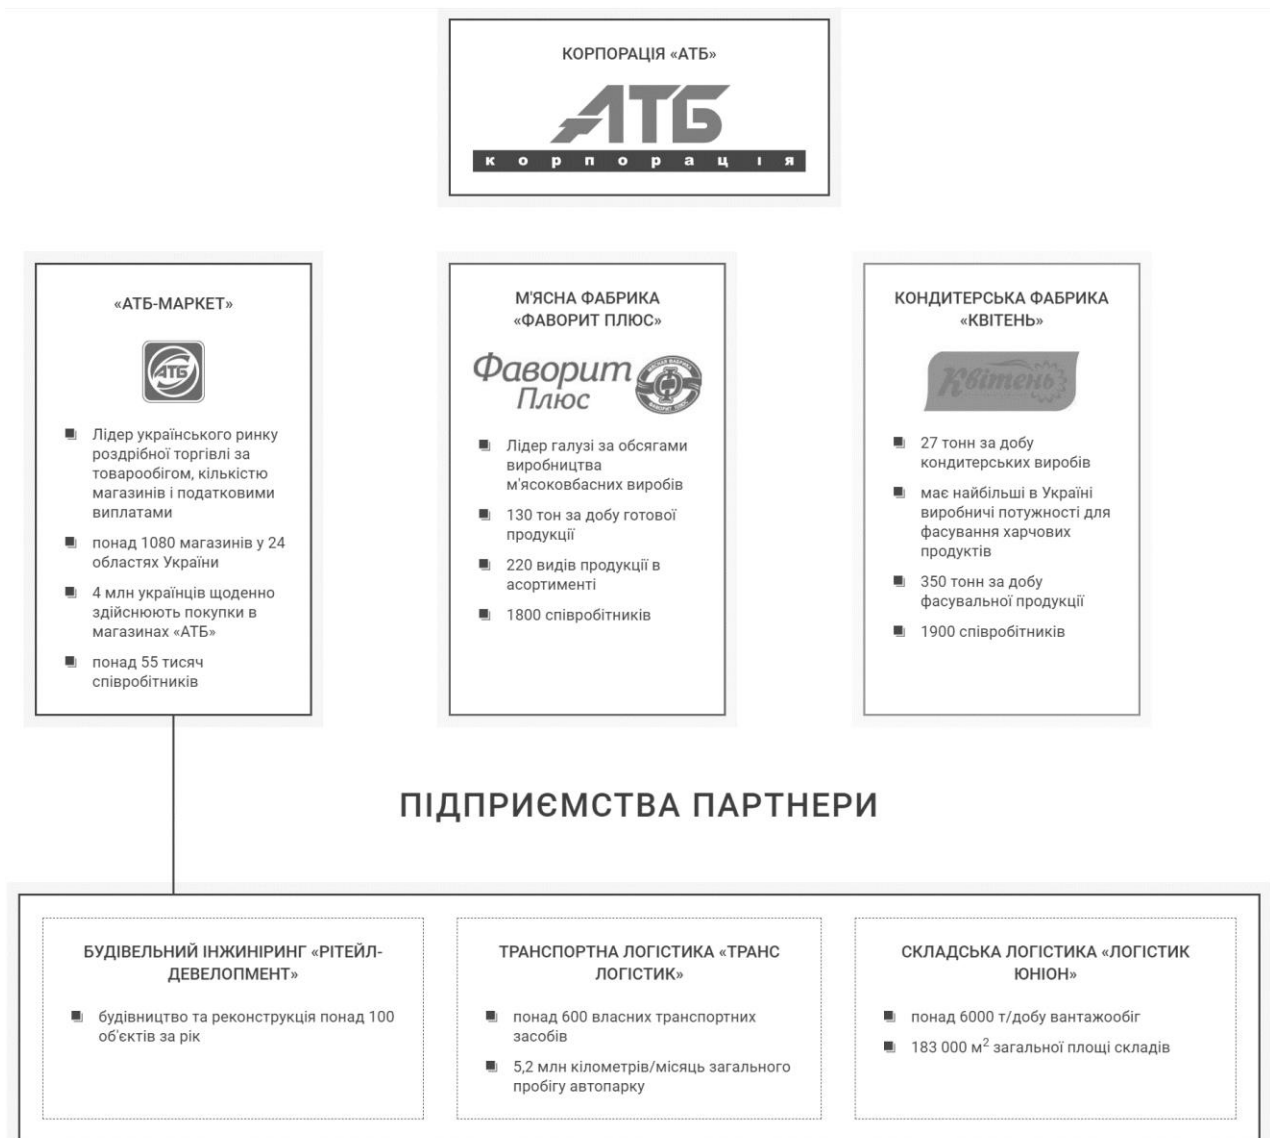 КОРПОРАЦІЯ «АТБ»
АТБ
корпорація
«АТБ-МАРКЕТ»
АТБ
Лідер українського ринку
роздрібної торгівлі за
товарообігом, кількістю
магазинів і податковими
виплатами
понад 1080 магазинів у 24
областях України
4 млн українців щоденно
здійснюють покупки в
магазинах «АТБ»
понад 55 тисяч
співробітників
М'ЯСНА ФАБРИКА
«ФАВОРИТ ПЛЮС»
Фаворит
Плюс
МЯСНАЯ ФАБРИКА
ФАВОРИТ ПЛЮС
Лідер галузі за обсягами
виробництва
м'ясоковбасних виробів
130 тон за добу готової
продукції
220 видів продукції в
асортименті
1800 співробітників
КОНДИТЕРСЬКА ФАБРИКА
«КВІТЕНЬ»
Квітень
27 тонн за добу
кондитерських виробів
має найбільші в Україні
виробничі потужності для
фасування харчових
продуктів
350 тонн за добу
фасувальної продукції
1900 співробітників
ПІДПРИЄМСТВА ПАРТНЕРИ
БУДІВЕЛЬНИЙ ІНЖИНІРИНГ «РІТЕЙЛ-
ДЕВЕЛОПМЕНТ»
будівництво та реконструкція понад 100
об'єктів за рік
ТРАНСПОРТНА ЛОГІСТИКА «ТРАНС
ЛОГІСТИК»
понад 600 власних транспортних
засобів
5,2 млн кілометрів/місяць загального
пробігу автопарку
СКЛАДСЬКА ЛОГІСТИКА «ЛОГІСТИК
ЮНІОН»
понад 6000 т/добу вантажообіг
183 000 м² загальної площі складів